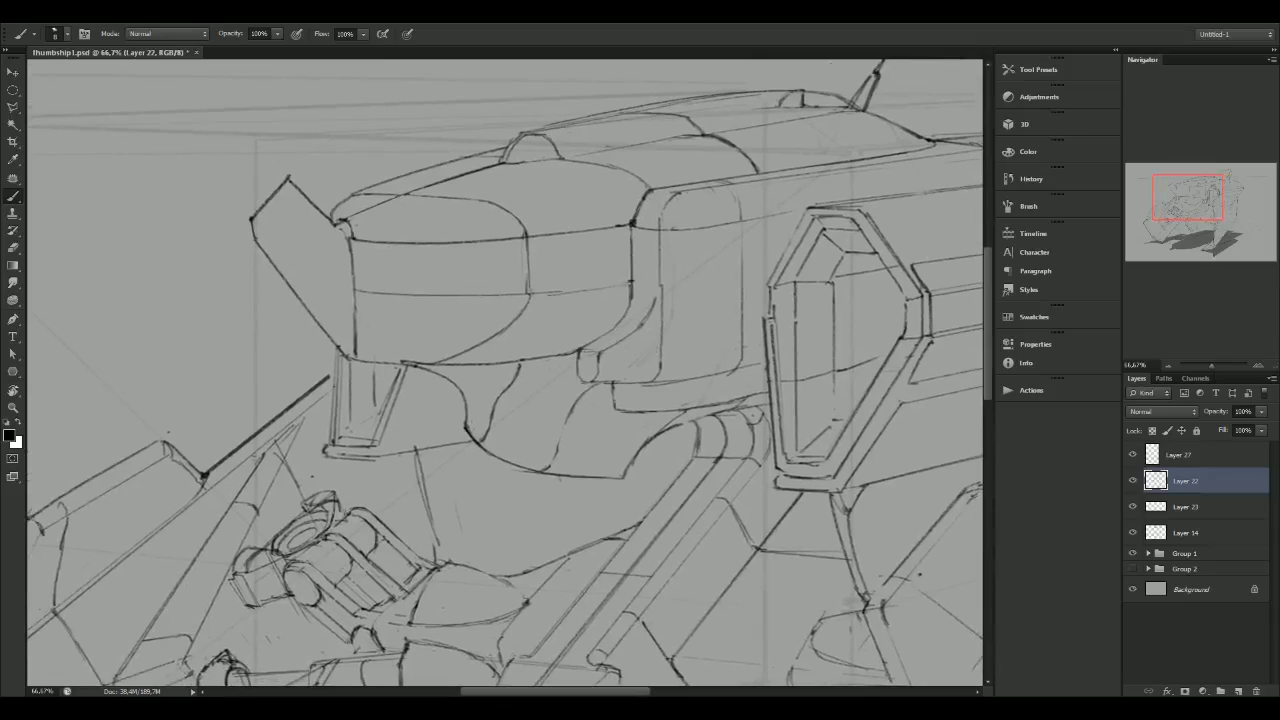 Mode: Normal Opacity: 100% Flow: 100% Untitled-1
thumbship1.psd @ 66,7% (Layer 22, RGB/8) * ×
8
Tool Presets
Adjustments
3D
Color
History
Brush
Timeline
Character
Paragraph
Styles
Swatches
Properties
Info
Actions
Navigator
66,67%
Layers Paths Channels
Kind
Normal Opacity: 100%
Lock: Fill: 100%
Layer 27
Layer 22
Layer 23
Layer 14
Group 1
Group 2
Background
66,67% Doc: 38,4M/189,7M